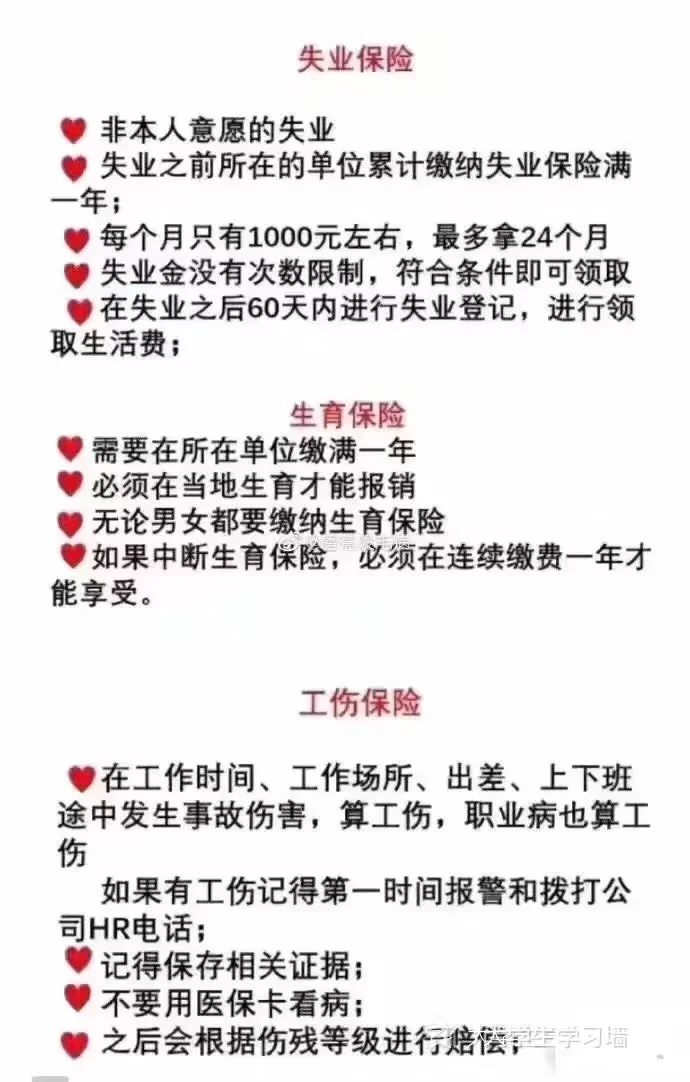 失业保险
非本人意愿的失业
失业之前所在的单位累计缴纳失业保险满
一年；
每个月只有1000元左右，最多拿24个月
失业金没有次数限制，符合条件即可领取
在失业之后60天内进行失业登记，进行领
取生活费；
生育保险
需要在所在单位缴满一年
必须在当地生育才能报销
无论男女都要缴纳生育保险
如果中断生育保险，必须在连续缴费一年才
能享受。
工伤保险
在工作时间、工作场所、出差、上下班
途中发生事故伤害，算工伤，职业病也算工
伤
如果有工伤记得第一时间报警和拨打公
司HR电话；
记得保存相关证据；
不要用医保卡看病；
之后会根据伤残等级进行赔偿；
学生学习墙